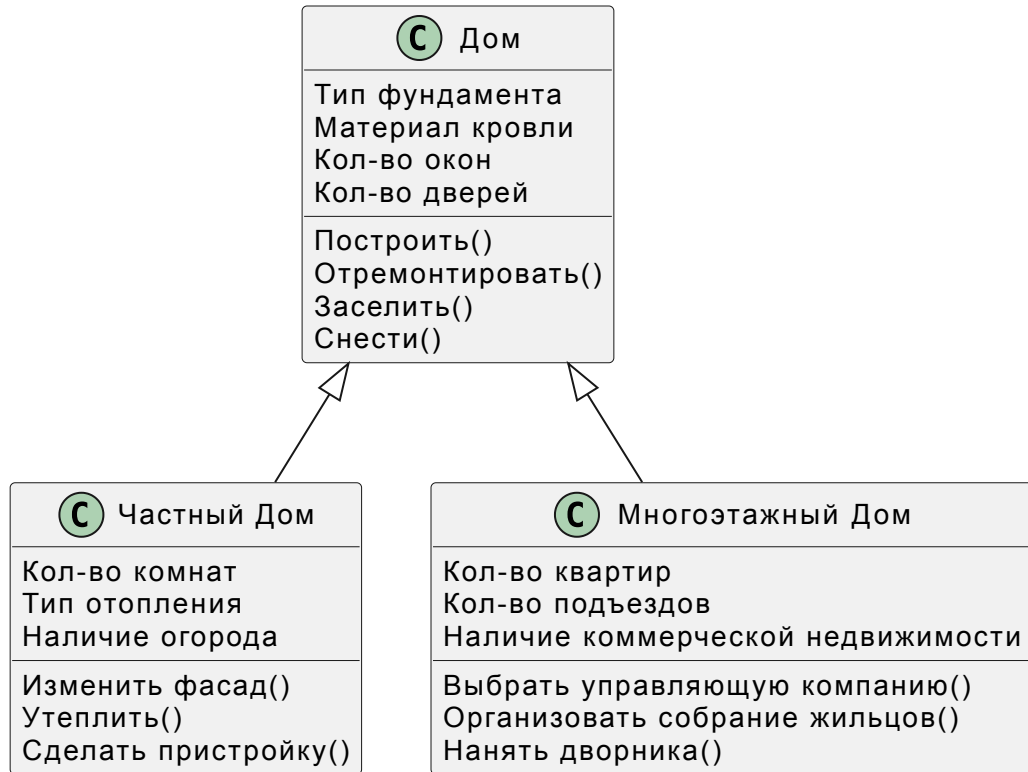 C Дом
Тип фундамента
Материал кровли
Кол-во окон
Кол-во дверей
Построить()
Отремонтировать()
Заселить()
Снести()
C Частный Дом
Кол-во комнат
Тип отопления
Наличие огорода
Изменить фасад()
Утеплить()
Сделать пристройку()
C Многоэтажный Дом
Кол-во квартир
Кол-во подъездов
Наличие коммерческой недвижимости
Выбрать управляющую компанию()
Организовать собрание жильцов()
Нанять дворника()